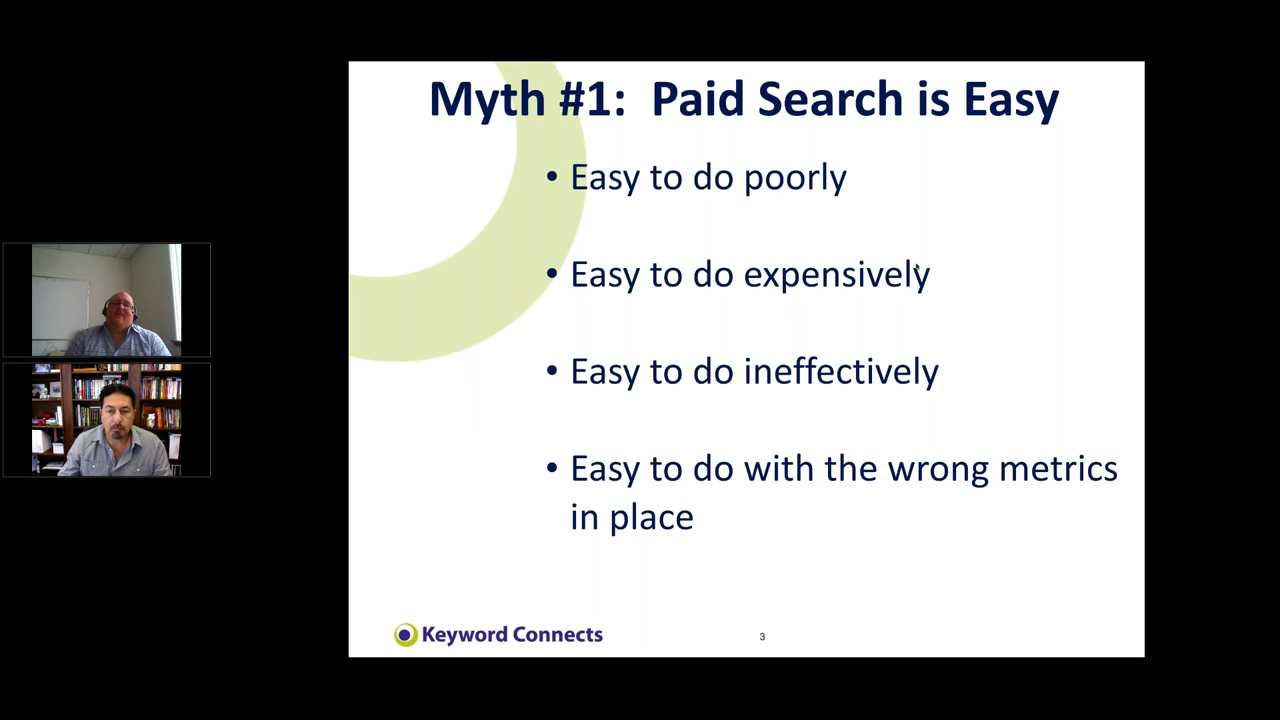 Myth #1:  Paid Search is Easy
• Easy to do poorly
• Easy to do expensively
• Easy to do ineffectively
• Easy to do with the wrong metrics
in place
Keyword Connects
3